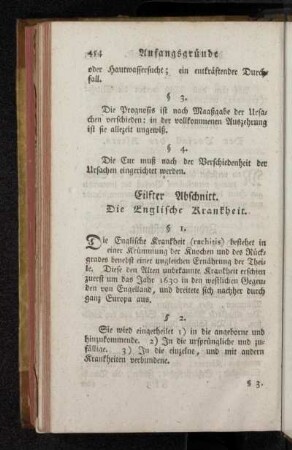 454 Anfangsgründe
oder Hautwassersucht; ein entkräftender Durch-
fall.
§ 3.
Die Prognosis ist nach Maaßgabe der Ursa-
chen verschieden: in der vollkommenen Auszehrung
ist sie allezeit ungewiß.
§ 4.
Die Cur muß nach der Verschiedenheit der
Ursachen eingerichtet werden.
Eilfter Abschnitt.
Die Englische Krankheit.
§ 1.
Die Englische Krankheit (rachitis) bestehet in
einer Krümmung der Knochen und des Rück-
grades benebst einer ungleichen Ernährung der Thei-
le. Diese den Alten unbekannte Krankheit erschien
zuerst um das Jahr 1630 in den westlichen Gegen-
den von Engelland, und breitete sich nachher durch
ganz Europa aus.
§ 2.
Sie wird eingetheilet 1) in die angeborne und
hinzukommende. 2) In die ursprüngliche und zu-
fällige. 3) In die einzelne, und mit andern
Krankheiten verbundene.
§ 3.